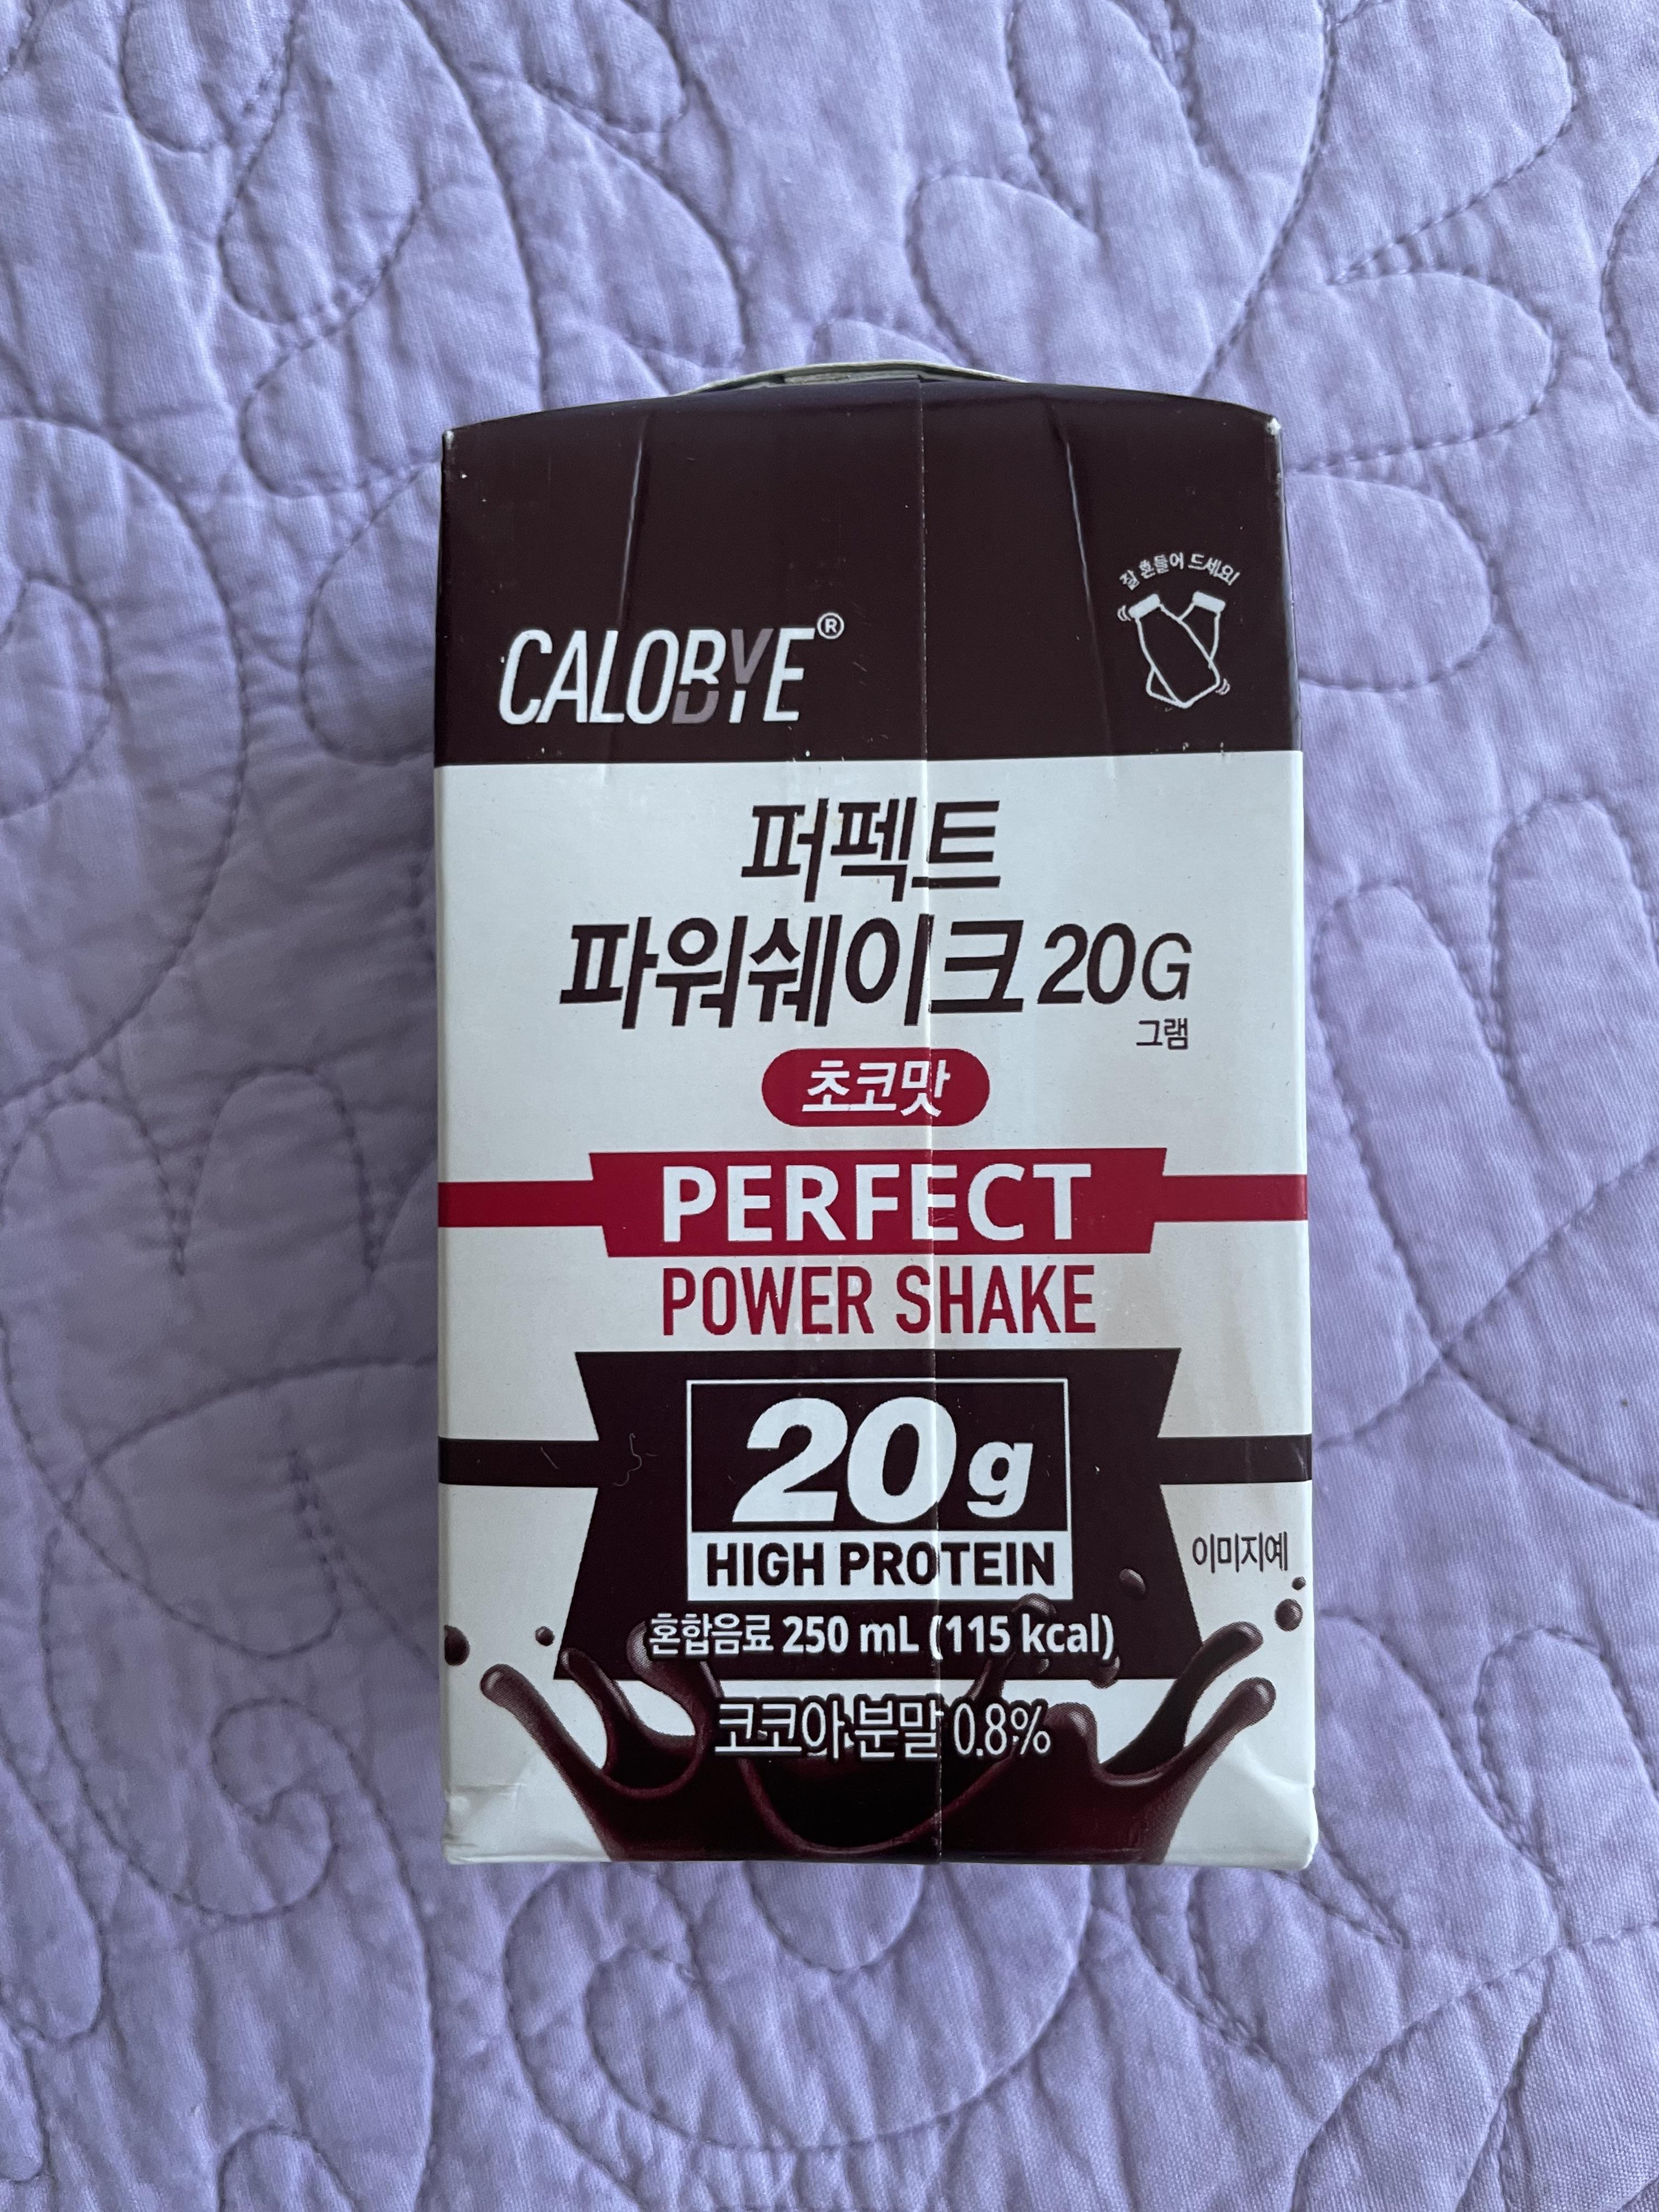 잘 흔들어 드세요!
CALOBYE®
퍼펙트
파워쉐이크 20G
그램
초코맛
PERFECT
POWER SHAKE
20g
HIGH PROTEIN
이미지예
혼합음료 250 mL (115 kcal)
코코아분말 0.8%